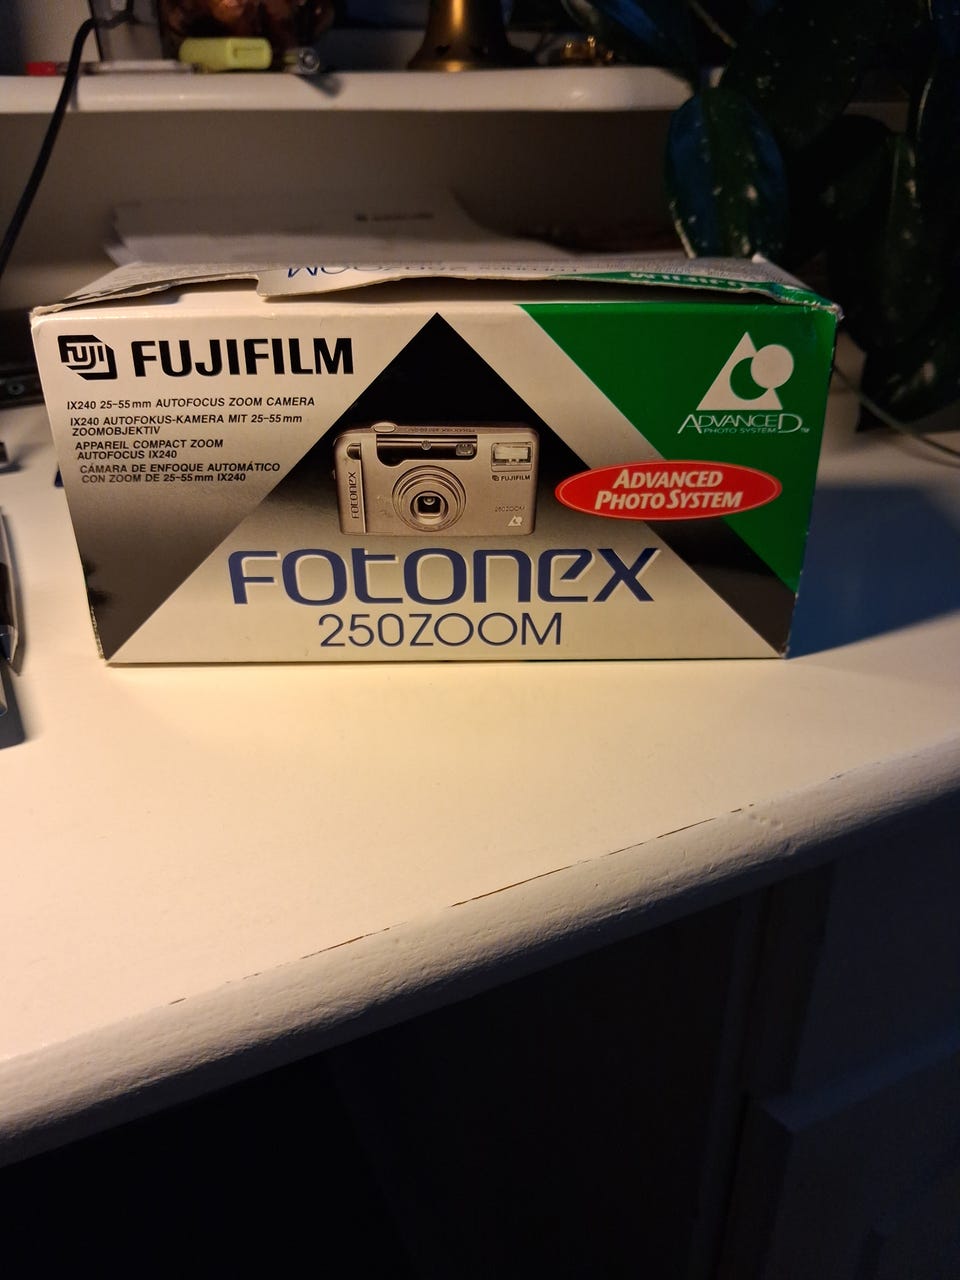 FUJI FUJIFILM
IX240 25-55mm AUTOFOCUS ZOOM CAMERA
IX240 AUTOFOKUS-KAMERA MIT 25-55mm
ZOOMOBJEKTIV
APPAREIL COMPACT ZOOM
AUTOFOCUS IX240
CÁMARA DE ENFOQUE AUTOMÁTICO
CON ZOOM DE 25-55mm IX240
ADVANCED
PHOTO SYSTEM™
ADVANCED
PHOTO SYSTEM
FOTONEX
FUJIFILM
250ZOOM
FOTONEX
250ZOOM